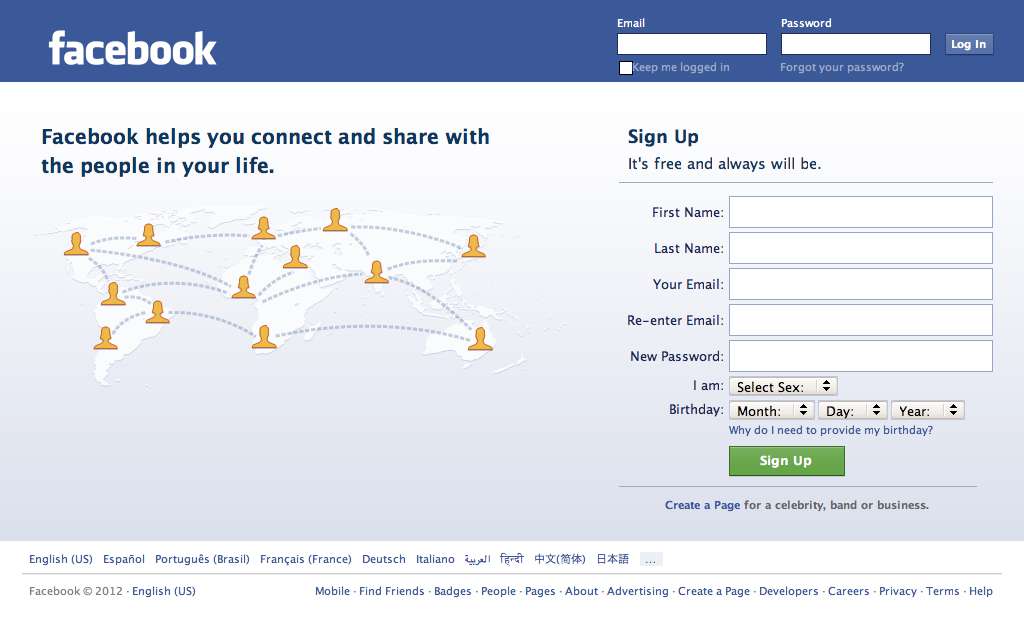 facebook
Email Password
Log In
Keep me logged in Forgot your password?
Facebook helps you connect and share with
the people in your life.
Sign Up
It's free and always will be.
First Name:
Last Name:
Your Email:
Re-enter Email:
New Password:
I am: Select Sex:
Birthday: Month: Day: Year:
Why do I need to provide my birthday?
Sign Up
Create a Page for a celebrity, band or business.
English (US) Español Português (Brasil) Français (France) Deutsch Italiano العربية हिन्दी 中文(简体) 日本語 ...
Facebook © 2012 · English (US) Mobile · Find Friends · Badges · People · Pages · About · Advertising · Create a Page · Developers · Careers · Privacy · Terms · Help